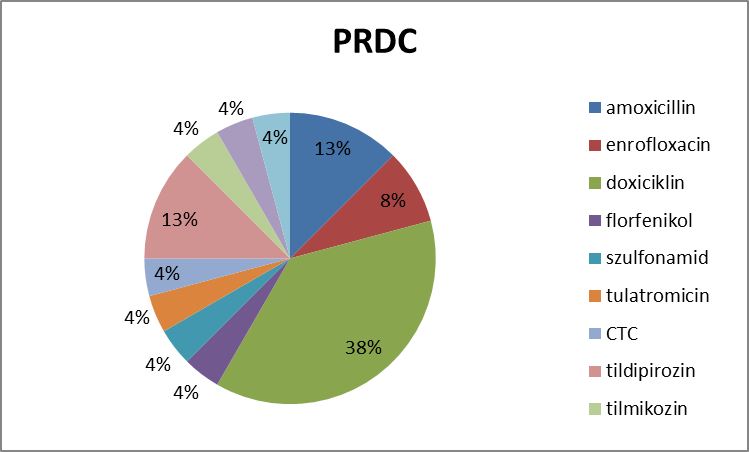 PRDC
13%
8%
38%
4%
4%
4%
4%
13%
4%
4%
4%
amoxicillin
enrofloxacin
doxiciklin
florfenikol
szulfonamid
tulatromicin
CTC
tildipirozin
tilmikozin